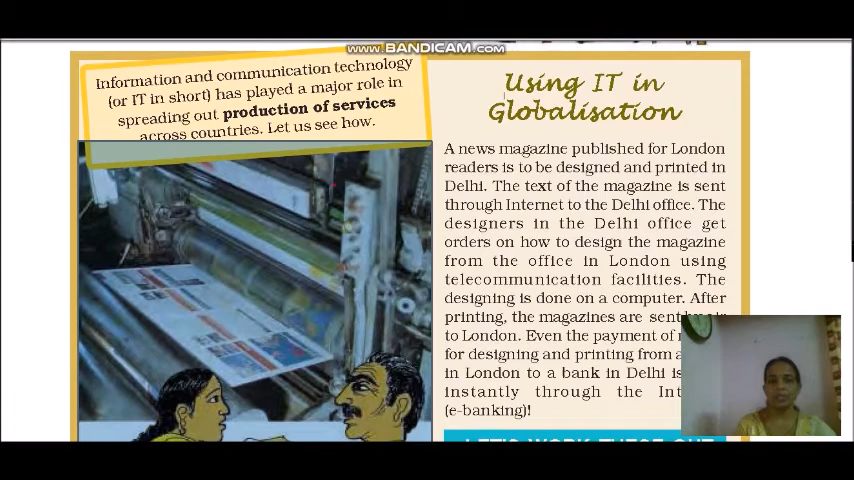 www.BANDICAM.com
Information and communication technology
(or IT in short) has played a major role in
spreading out production of services
across countries. Let us see how.
Using IT in
Globalisation
A news magazine published for London
readers is to be designed and printed in
Delhi. The text of the magazine is sent
through Internet to the Delhi office. The
designers in the Delhi office get
orders on how to design the magazine
from the office in London using
telecommunication facilities. The
designing is done on a computer. After
printing, the magazines are sent
to London. Even the payment of
for designing and printing from a
in London to a bank in Delhi is
instantly through the
(e-banking)!
LET'S WORK THESE OUT